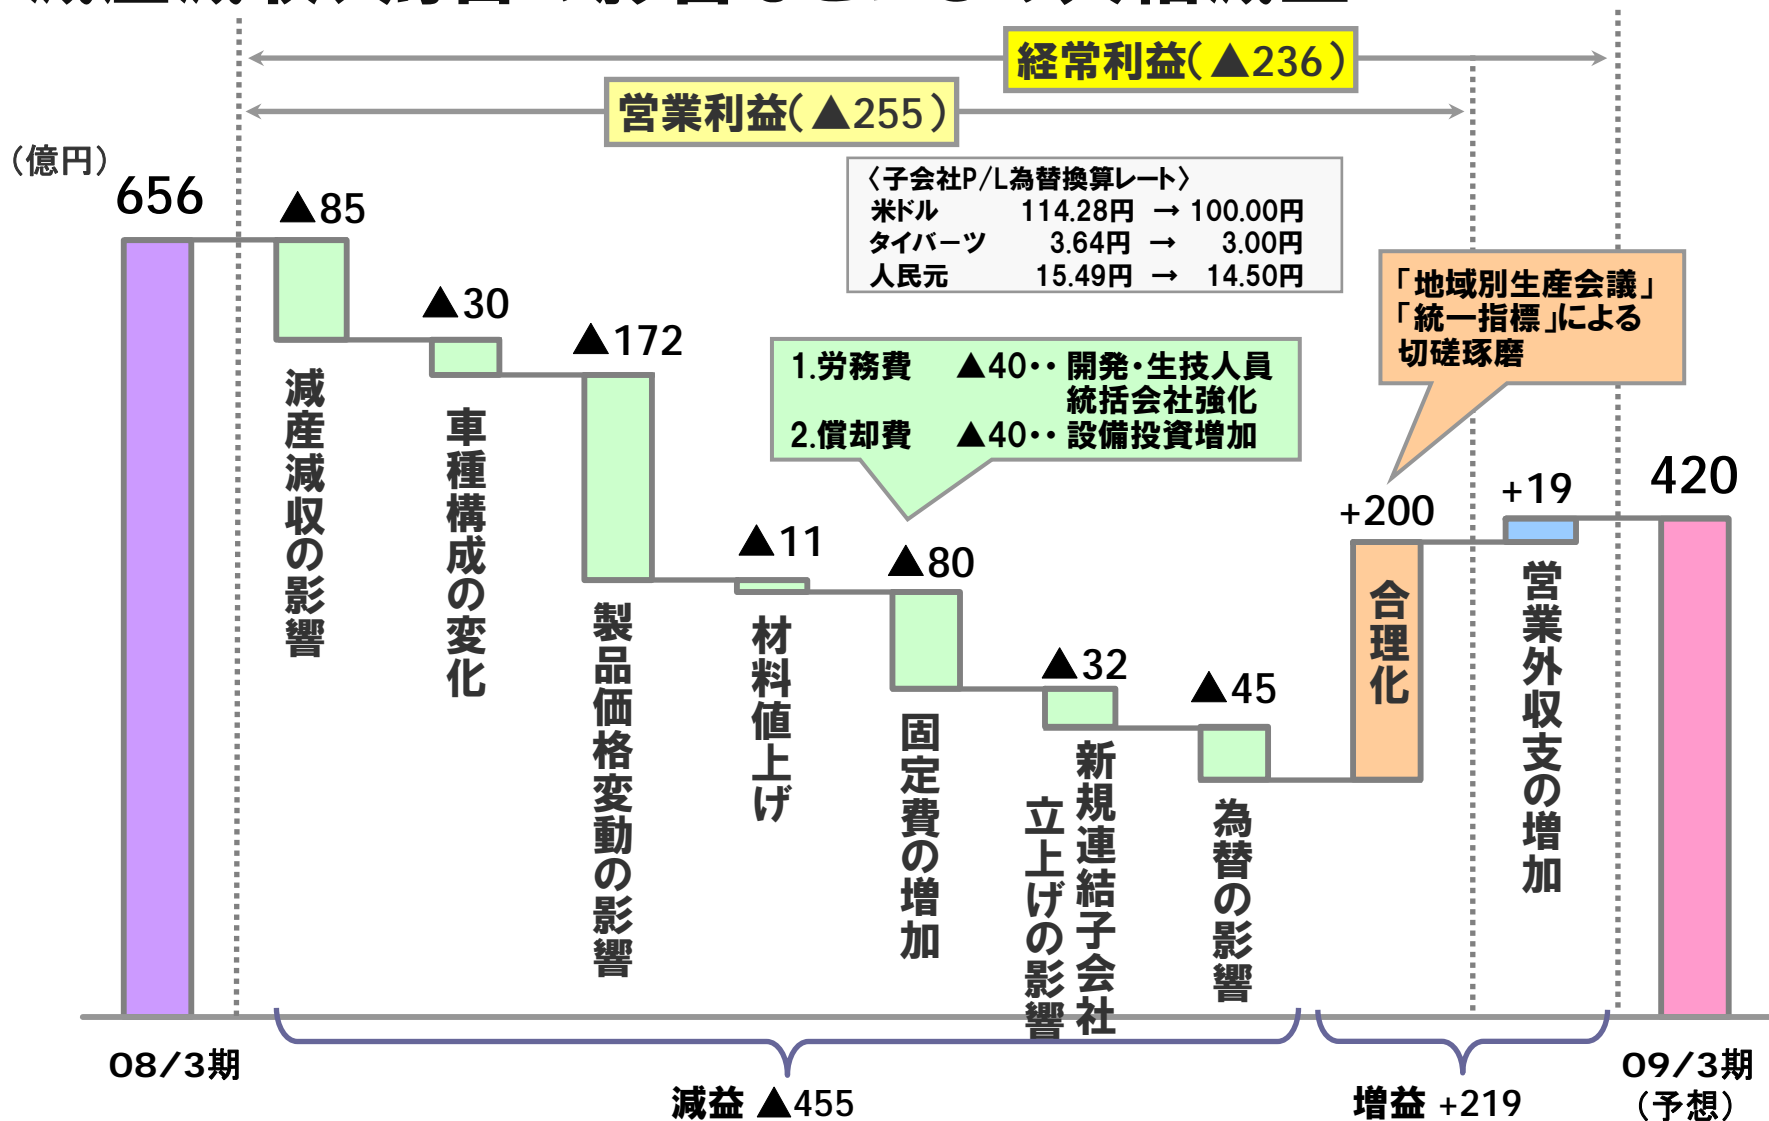 経常利益(▲236)
営業利益(▲255)
(億円)
656
▲85
▲30
▲172
▲11
▲80
▲32
▲45
+200
+19
420
〈子会社P/L為替換算レート〉
米ドル 114.28円 → 100.00円
タイバーツ 3.64円 → 3.00円
人民元 15.49円 → 14.50円
「地域別生産会議」
「統一指標」による
切磋琢磨
1.労務費 ▲40・・開発・生技人員
統括会社強化
2.償却費 ▲40・・設備投資増加
減産減収の影響
車種構成の変化
製品価格変動の影響
材料値上げ
固定費の増加
新規連結子会社
立上げの影響
為替の影響
合理化
営業外収支の増加
08/3期
減益 ▲455
増益 +219
09/3期
(予想)